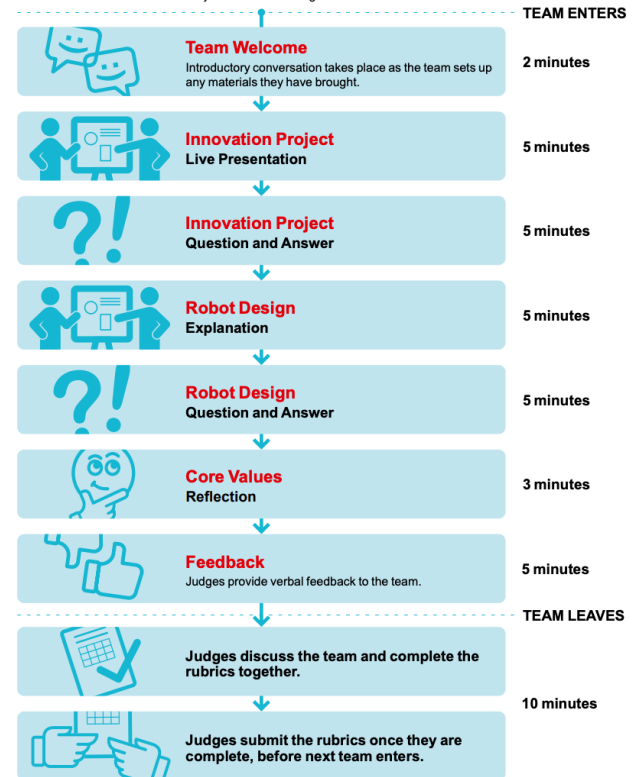 TEAM ENTERS
Team Welcome
Introductory conversation takes place as the team sets up
any materials they have brought.
2 minutes
Innovation Project
Live Presentation
5 minutes
Innovation Project
Question and Answer
5 minutes
Robot Design
Explanation
5 minutes
Robot Design
Question and Answer
5 minutes
Core Values
Reflection
3 minutes
Feedback
Judges provide verbal feedback to the team.
5 minutes
TEAM LEAVES
Judges discuss the team and complete the
rubrics together.
10 minutes
Judges submit the rubrics once they are
complete, before next team enters.